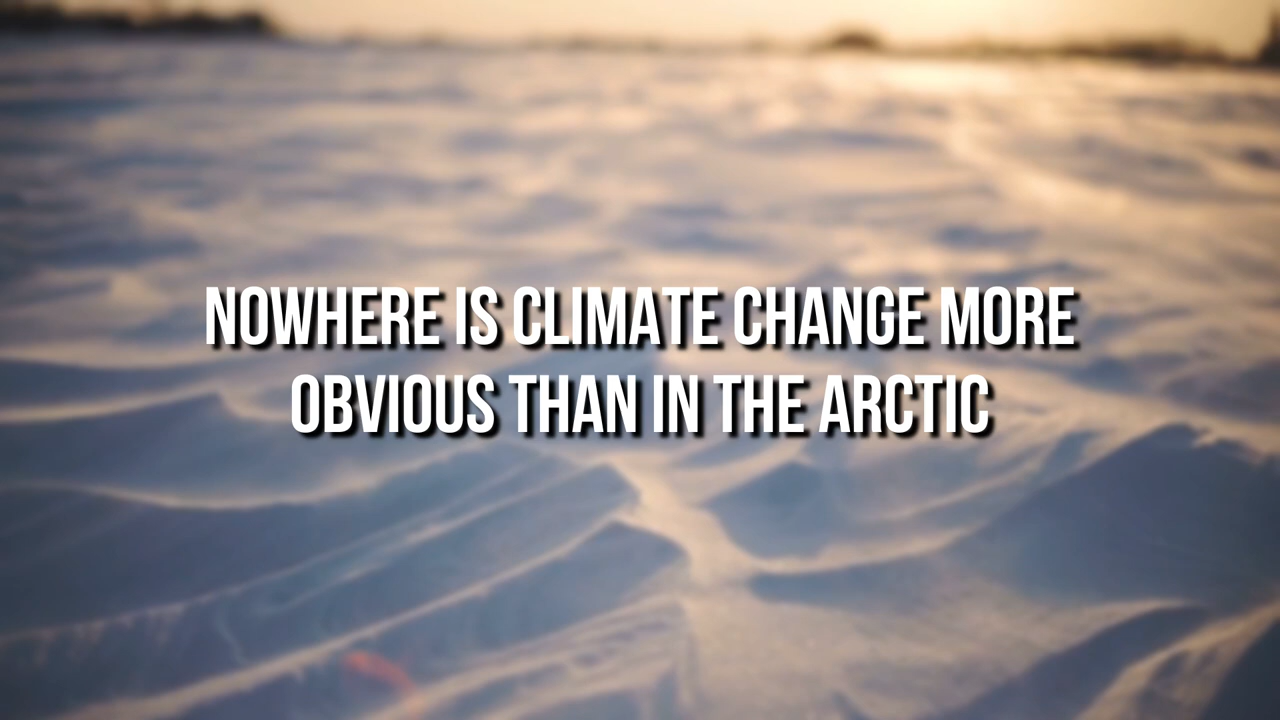 NOWHERE IS CLIMATE CHANGE MORE
OBVIOUS THAN IN THE ARCTIC